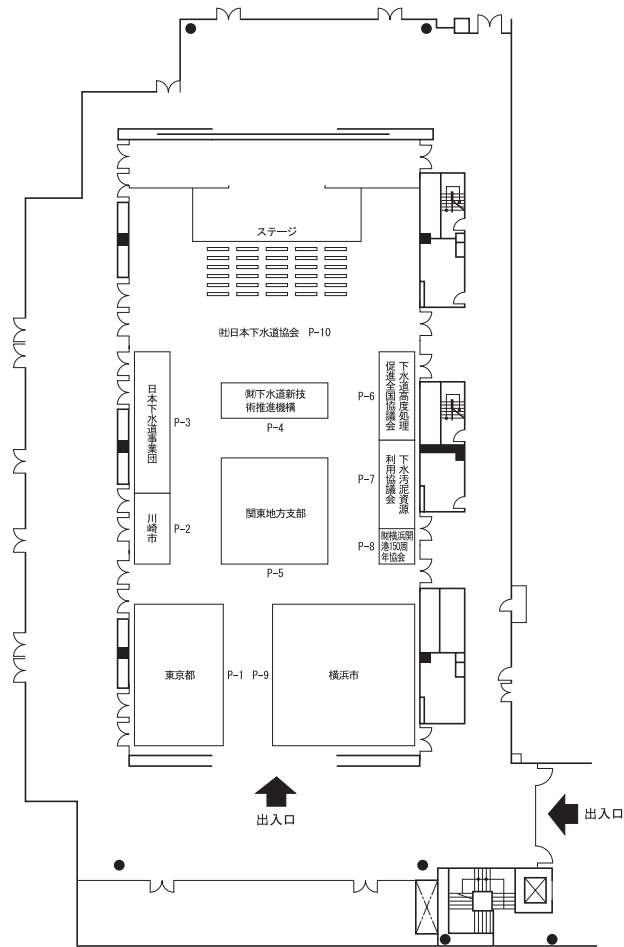 ステージ
㈳日本下水道協会 P-10
日本下水道事業団
P-3
㈶下水道新技
術推進機構
P-4
P-6
下水道高度処理
促進全国協議会
P-7
下水汚泥資源
利用協議会
川崎市
P-2
関東地方支部
P-5
P-8
㈶横浜開
港150周
年協会
東京都
P-1
P-9
横浜市
出入口
出入口